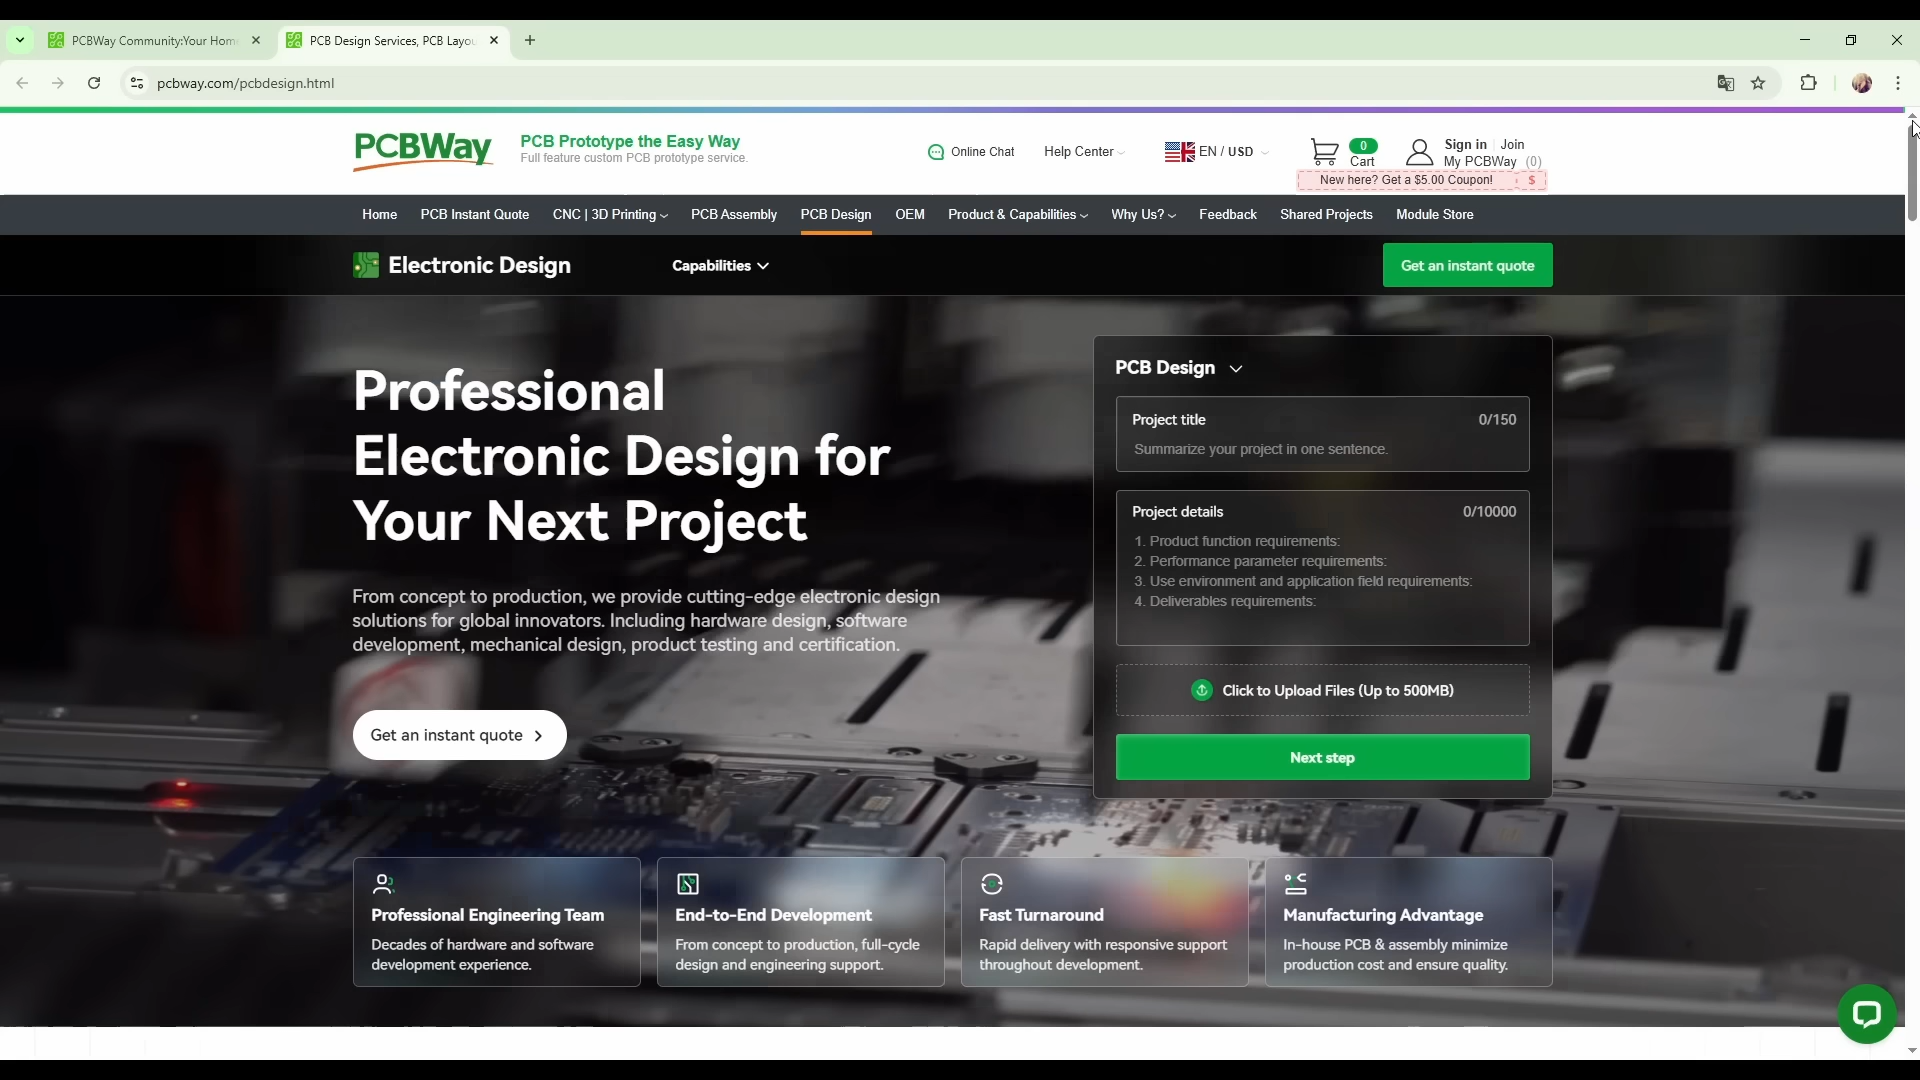 PCBWay Community:Your Hom
PCB Design Services, PCB Layou
pcbway.com/pcbdesign.html
PCBWay
PCB Prototype the Easy Way
Full feature custom PCB prototype service.
Online Chat
Help Center
EN / USD
0
Cart
Sign in
Join
My PCBWay (0)
New here? Get a $5.00 Coupon!
$
Home
PCB Instant Quote
CNC | 3D Printing
PCB Assembly
PCB Design
OEM
Product & Capabilities
Why Us?
Feedback
Shared Projects
Module Store
Electronic Design
Capabilities
Get an instant quote
Professional
Electronic Design for
Your Next Project
From concept to production, we provide cutting-edge electronic design
solutions for global innovators. Including hardware design, software
development, mechanical design, product testing and certification.
Get an instant quote
PCB Design
Project title
0/150
Summarize your project in one sentence.
Project details
0/10000
1. Product function requirements:
2. Performance parameter requirements:
3. Use environment and application field requirements:
4. Deliverables requirements:
Click to Upload Files (Up to 500MB)
Next step
Professional Engineering Team
Decades of hardware and software
development experience.
End-to-End Development
From concept to production, full-cycle
design and engineering support.
Fast Turnaround
Rapid delivery with responsive support
throughout development.
Manufacturing Advantage
In-house PCB & assembly minimize
production cost and ensure quality.